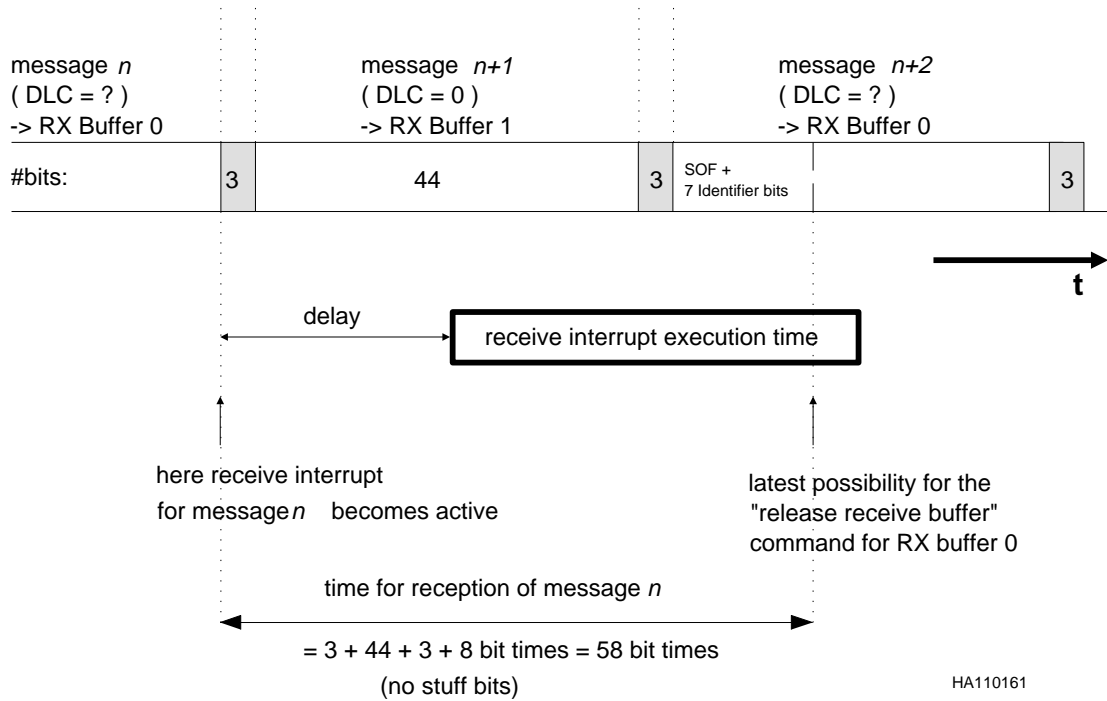 message n
( DLC = ? )
-> RX Buffer 0
message n+1
( DLC = 0 )
-> RX Buffer 1
message n+2
( DLC = ? )
-> RX Buffer 0
#bits:
3
44
3
SOF +
7 Identifier bits
3
t
delay
receive interrupt execution time
here receive interrupt
for message n becomes active
latest possibility for the
"release receive buffer"
command for RX buffer 0
time for reception of message n
= 3 + 44 + 3 + 8 bit times = 58 bit times
(no stuff bits)
HA110161